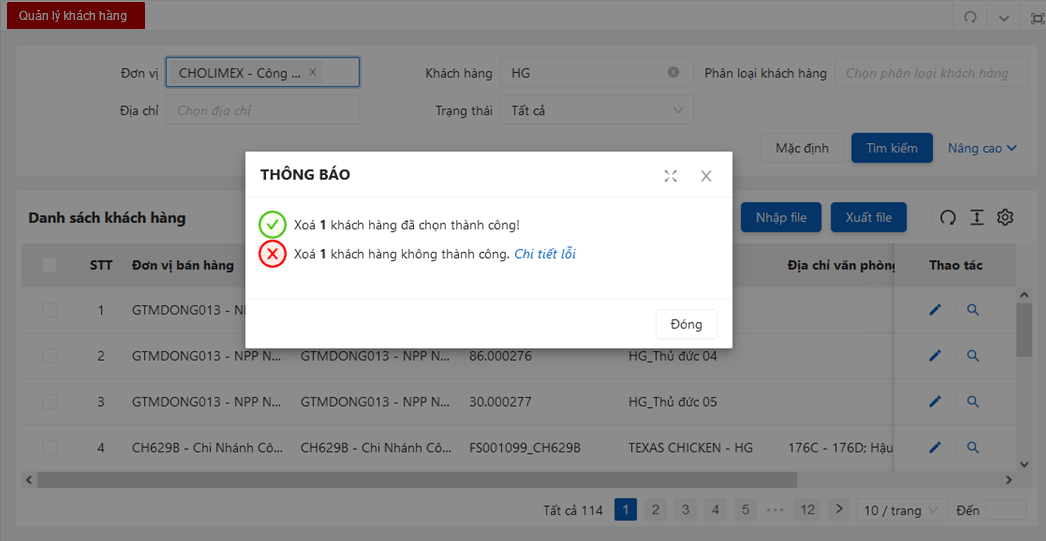 Quản lý khách hàng
Đơn vị CHOLIMEX - Công ... Khách hàng HG Phân loại khách hàng Chọn phân loại khách hàng
Địa chỉ Chọn địa chỉ Trạng thái Tất cả
Mặc định Tìm kiếm Nâng cao
THÔNG BÁO
Xoá 1 khách hàng đã chọn thành công!
Xoá 1 khách hàng không thành công. Chi tiết lỗi
Đóng
Danh sách khách hàng Nhập file Xuất file
STT Đơn vị bán hàng Địa chỉ văn phòng Thao tác
1 GTMDONG013 - N
2 GTMDONG013 - NPP N... GTMDONG013 - NPP N... 86.000276 HG_Thủ đức 04
3 GTMDONG013 - NPP N... GTMDONG013 - NPP N... 30.000277 HG_Thủ đức 05
4 CH629B - Chi Nhánh Cô... CH629B - Chi Nhánh Cô... FS001099_CH629B TEXAS CHICKEN - HG 176C - 176D; Hậu
Tất cả 114 1 2 3 4 5 ••• 12 > 10 / trang Đến